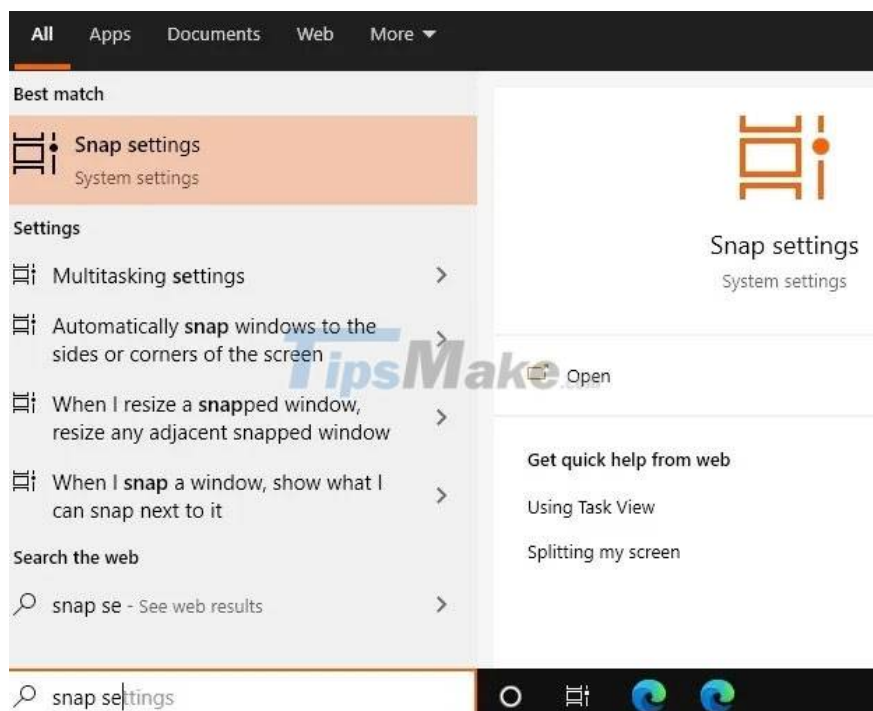 All Apps Documents Web More
Best match
Snap settings
System settings
Settings
Multitasking settings
Automatically snap windows to the
sides or corners of the screen
When I resize a snapped window,
resize any adjacent snapped window
When I snap a window, show what I
can snap next to it
Search the web
snap se - See web results
snap settings
Snap settings
System settings
Open
Get quick help from web
Using Task View
Splitting my screen
TipsMake.com